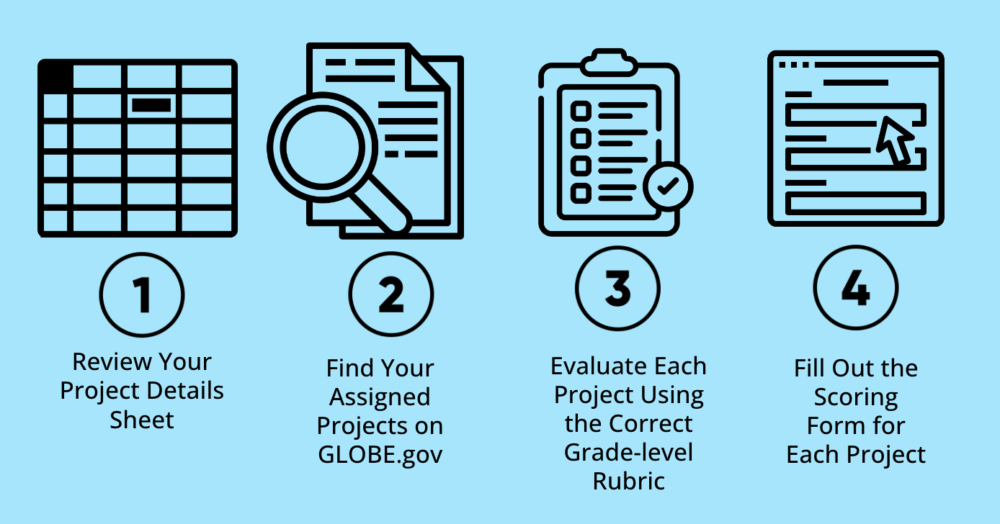 1
Review Your
Project Details
Sheet
2
Find Your
Assigned
Projects on
GLOBE.gov
3
Evaluate Each
Project Using
the Correct
Grade-level
Rubric
4
Fill Out the
Scoring
Form for
Each Project